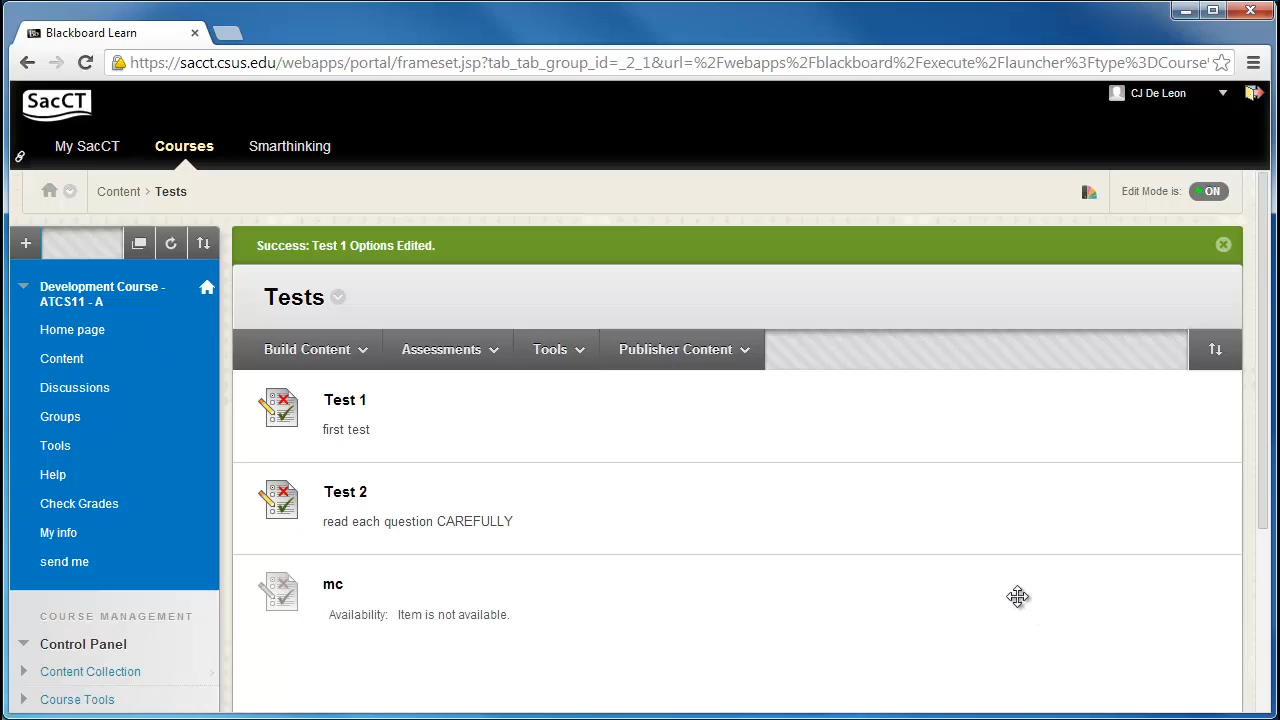 Blackboard Learn
https://sacct.csus.edu/webapps/portal/frameset.jsp?tab_tab_group_id=_2_1&url=%2Fwebapps%2Fblackboard%2Fexecute%2Flauncher%3Ftype%3DCourse
SacCT
CJ De Leon
My SacCT
Courses
Smarthinking
Content > Tests
Edit Mode is: ON
Success: Test 1 Options Edited.
Development Course -
ATCS11 - A
Home page
Content
Discussions
Groups
Tools
Help
Check Grades
My info
send me
COURSE MANAGEMENT
Control Panel
Content Collection
Course Tools
Tests
Build Content
Assessments
Tools
Publisher Content
Test 1
first test
Test 2
read each question CAREFULLY
mc
Availability: Item is not available.